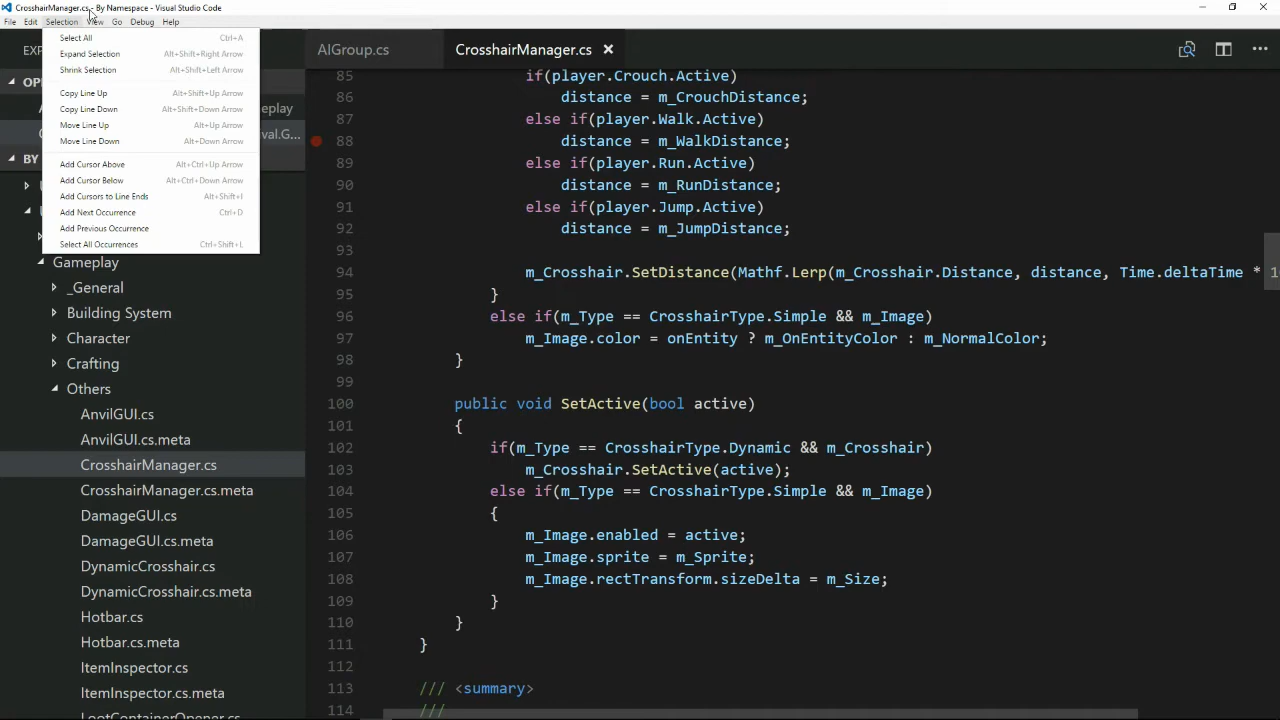 CrosshairManager.cs - By Namespace - Visual Studio Code
File Edit Selection View Go Debug Help
Select All Ctrl+A
Expand Selection Alt+Shift+Right Arrow
Shrink Selection Alt+Shift+Left Arrow
Copy Line Up Alt+Shift+Up Arrow
Copy Line Down Alt+Shift+Down Arrow
Move Line Up Alt+Up Arrow
Move Line Down Alt+Down Arrow
Add Cursor Above Alt+Ctrl+Up Arrow
Add Cursor Below Alt+Ctrl+Down Arrow
Add Cursors to Line Ends Alt+Shift+I
Add Next Occurrence Ctrl+D
Add Previous Occurrence
Select All Occurrences Ctrl+Shift+L
EXP
OP
eplay
val.G...
BY
Gameplay
_General
Building System
Character
Crafting
Others
AnvilGUI.cs
AnvilGUI.cs.meta
CrosshairManager.cs
CrosshairManager.cs.meta
DamageGUI.cs
DamageGUI.cs.meta
DynamicCrosshair.cs
DynamicCrosshair.cs.meta
Hotbar.cs
Hotbar.cs.meta
ItemInspector.cs
ItemInspector.cs.meta
LootContainerOpener.cs
AIGroup.cs CrosshairManager.cs
85 if(player.Crouch.Active)
86 distance = m_CrouchDistance;
87 else if(player.Walk.Active)
88 distance = m_WalkDistance;
89 else if(player.Run.Active)
90 distance = m_RunDistance;
91 else if(player.Jump.Active)
92 distance = m_JumpDistance;
93
94 m_Crosshair.SetDistance(Mathf.Lerp(m_Crosshair.Distance, distance, Time.deltaTime * 1
95 }
96 else if(m_Type == CrosshairType.Simple && m_Image)
97 m_Image.color = onEntity ? m_OnEntityColor : m_NormalColor;
98 }
99
100 public void SetActive(bool active)
101 {
102 if(m_Type == CrosshairType.Dynamic && m_Crosshair)
103 m_Crosshair.SetActive(active);
104 else if(m_Type == CrosshairType.Simple && m_Image)
105 {
106 m_Image.enabled = active;
107 m_Image.sprite = m_Sprite;
108 m_Image.rectTransform.sizeDelta = m_Size;
109 }
110 }
111 }
112
113 /// <summary>
114 ///